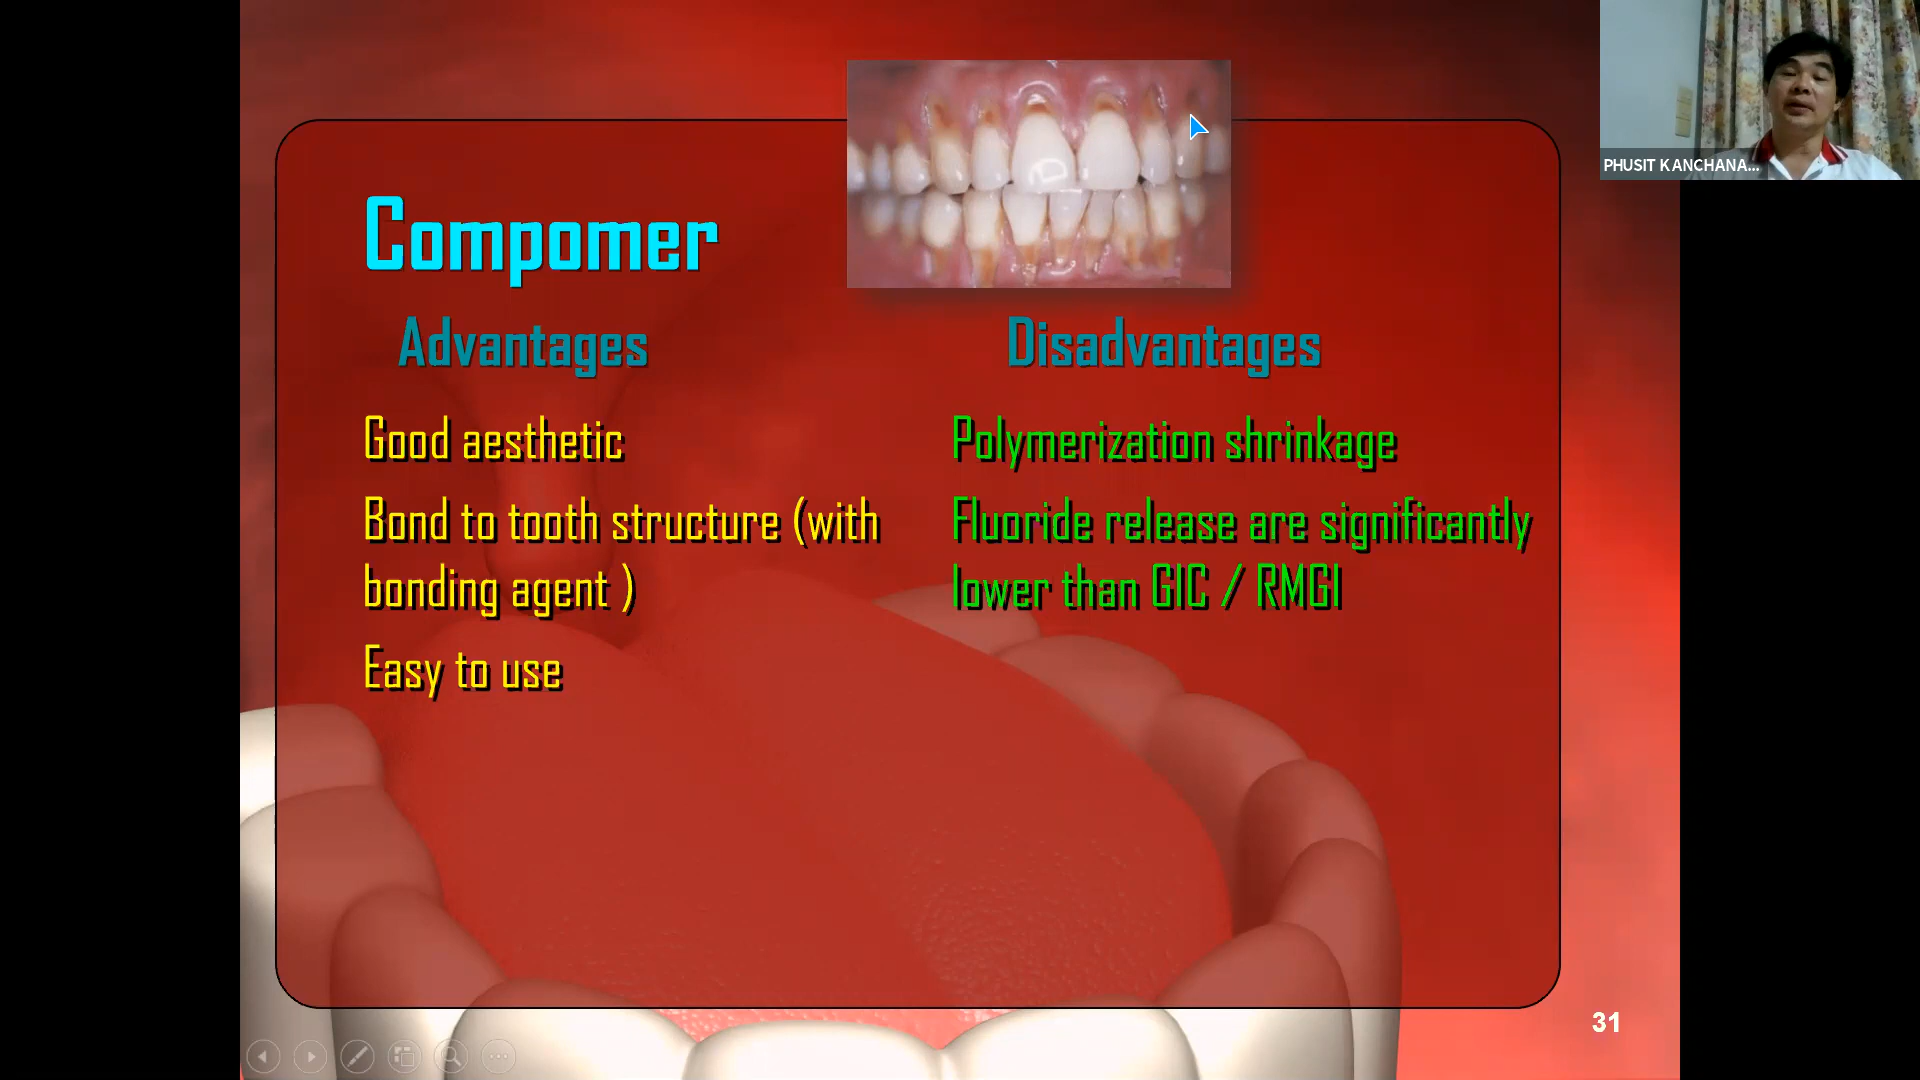 PHUSIT KANCHANA...
Compomer
Advantages
Good aesthetic
Bond to tooth structure (with
bonding agent )
Easy to use
Disadvantages
Polymerization shrinkage
Fluoride release are significantly
lower than GIC / RMGI
31